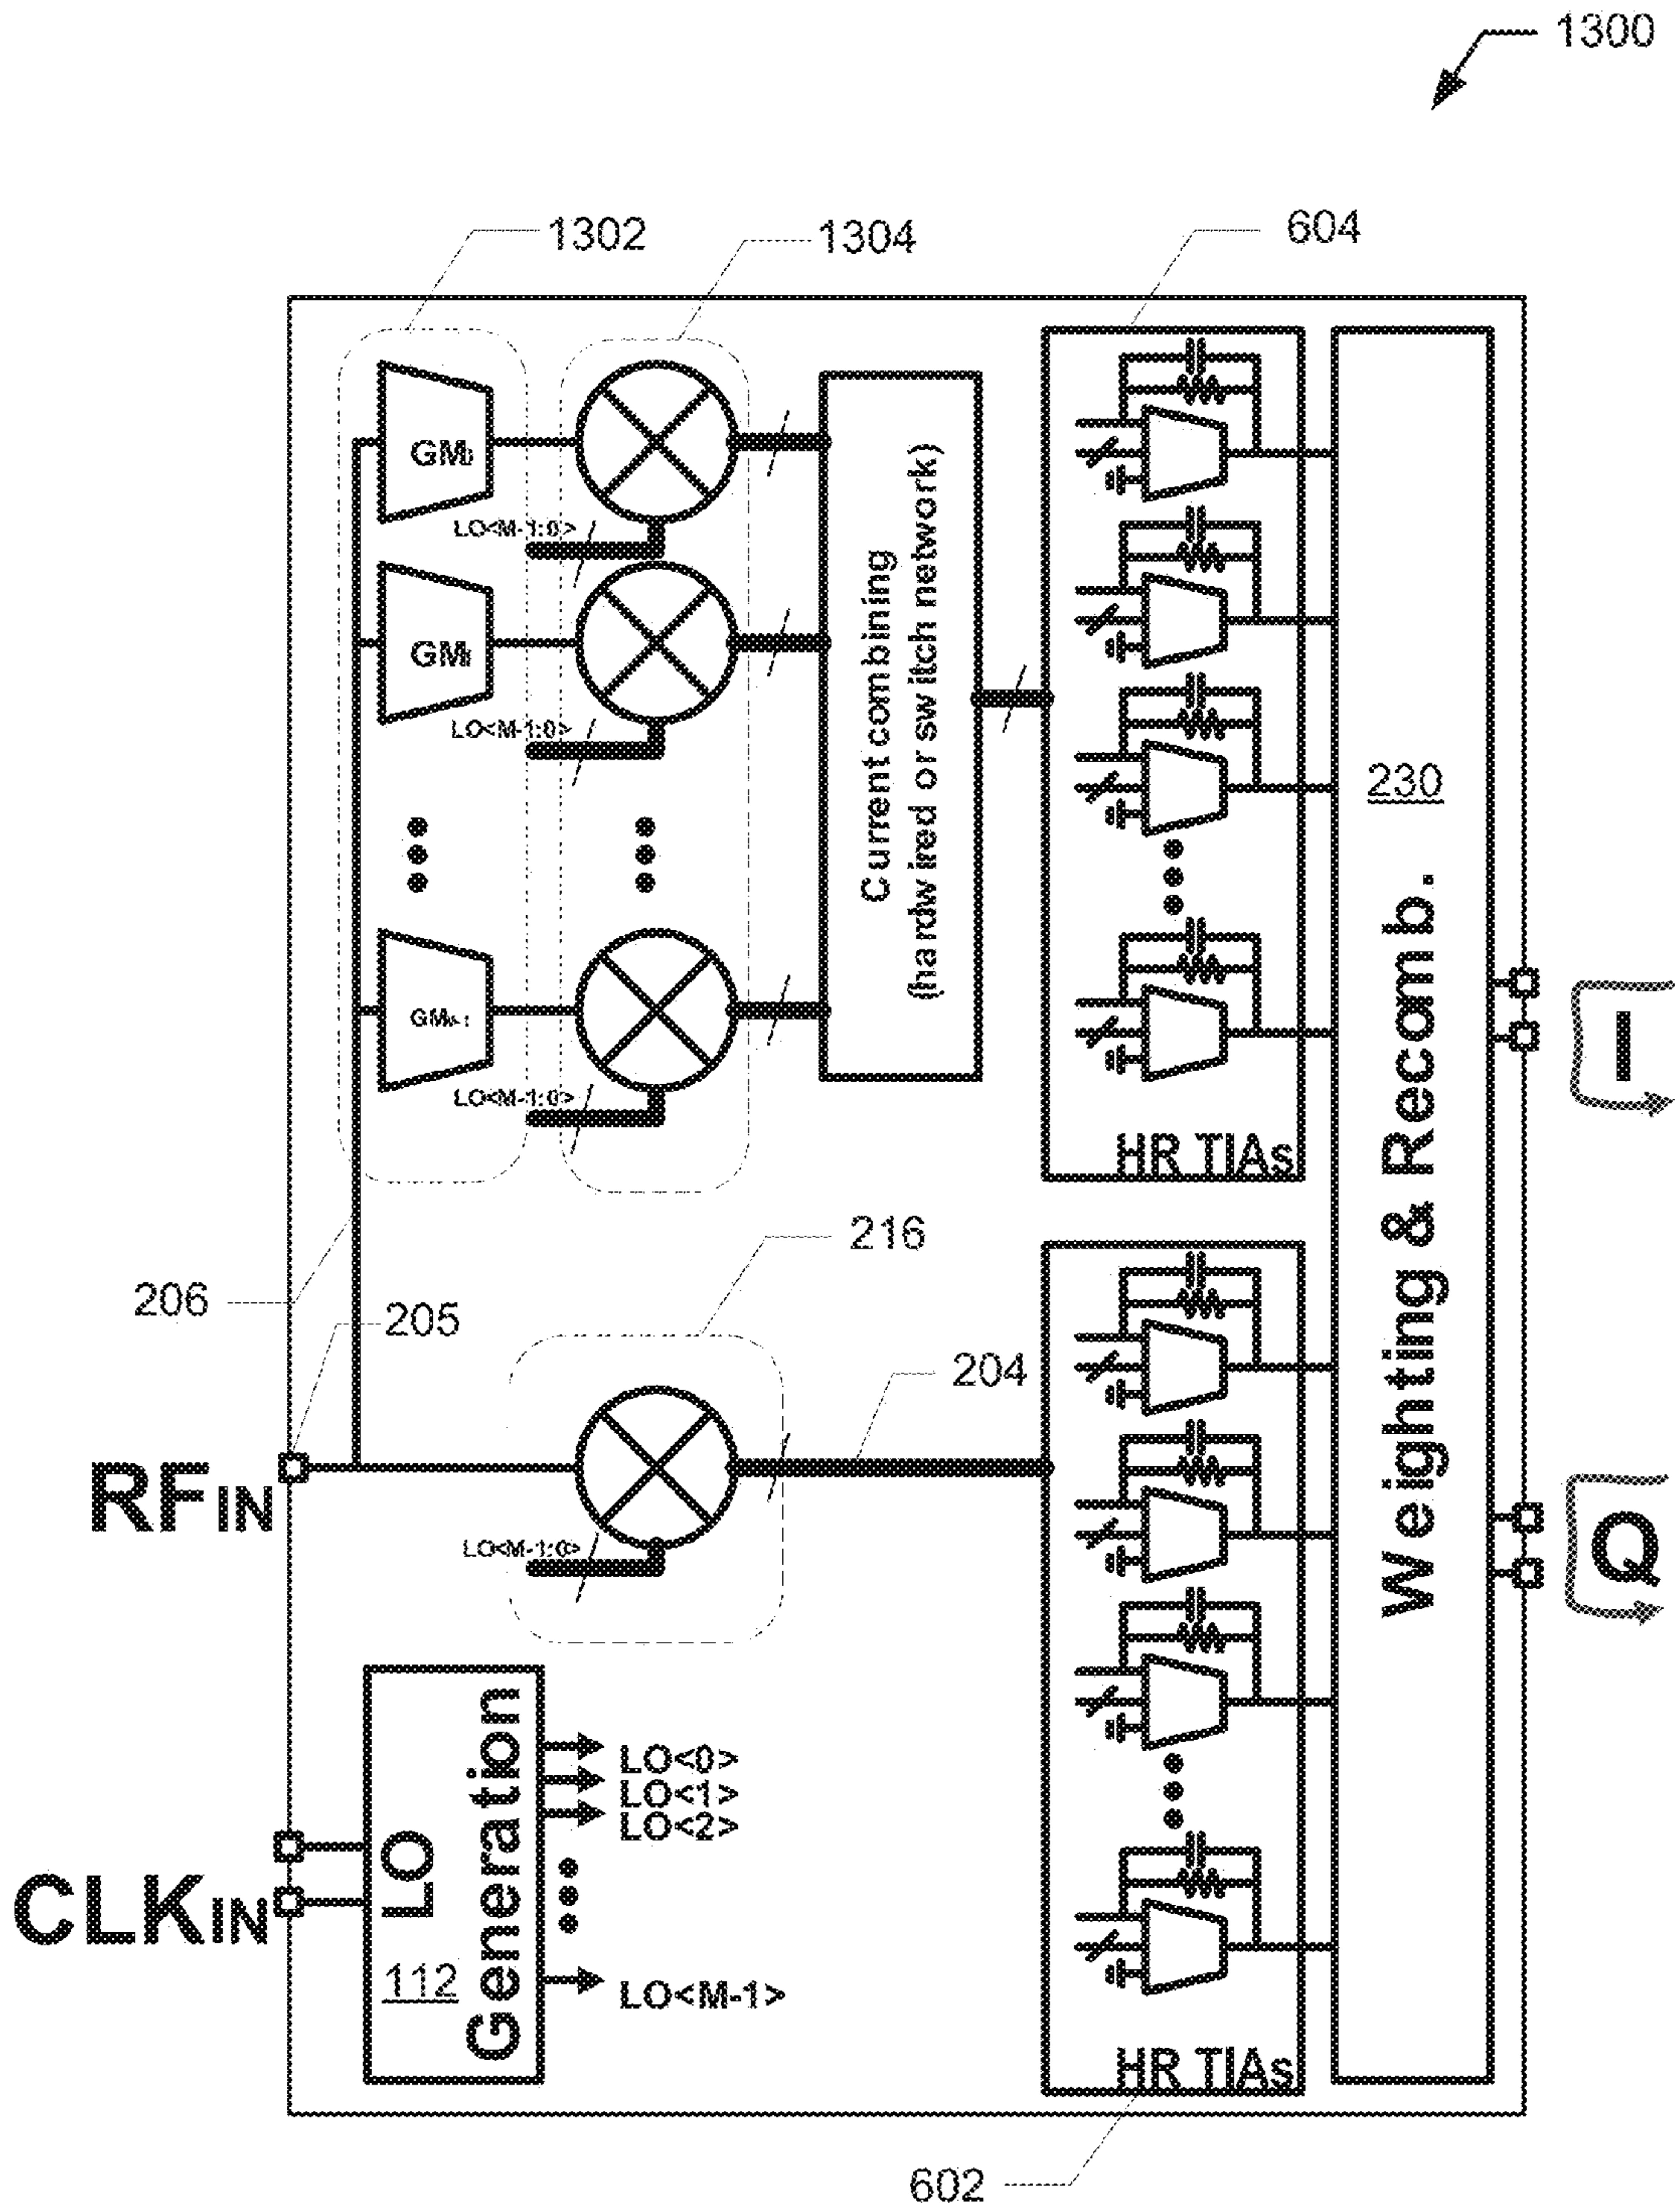 1300
1302
1304
604
GM0
LO<M-1:0>
GM1
LO<M-1:0>
LO<M-1:0>
Current combining
(hardwired or switch network)
HR TIAs
230
Weighting & Recomb.
I
Q
216
206
205
204
RFIN
LO<M-1:0>
CLKIN
LO
Generation
112
LO<0>
LO<1>
LO<2>
LO<M-1>
HR TIAs
602